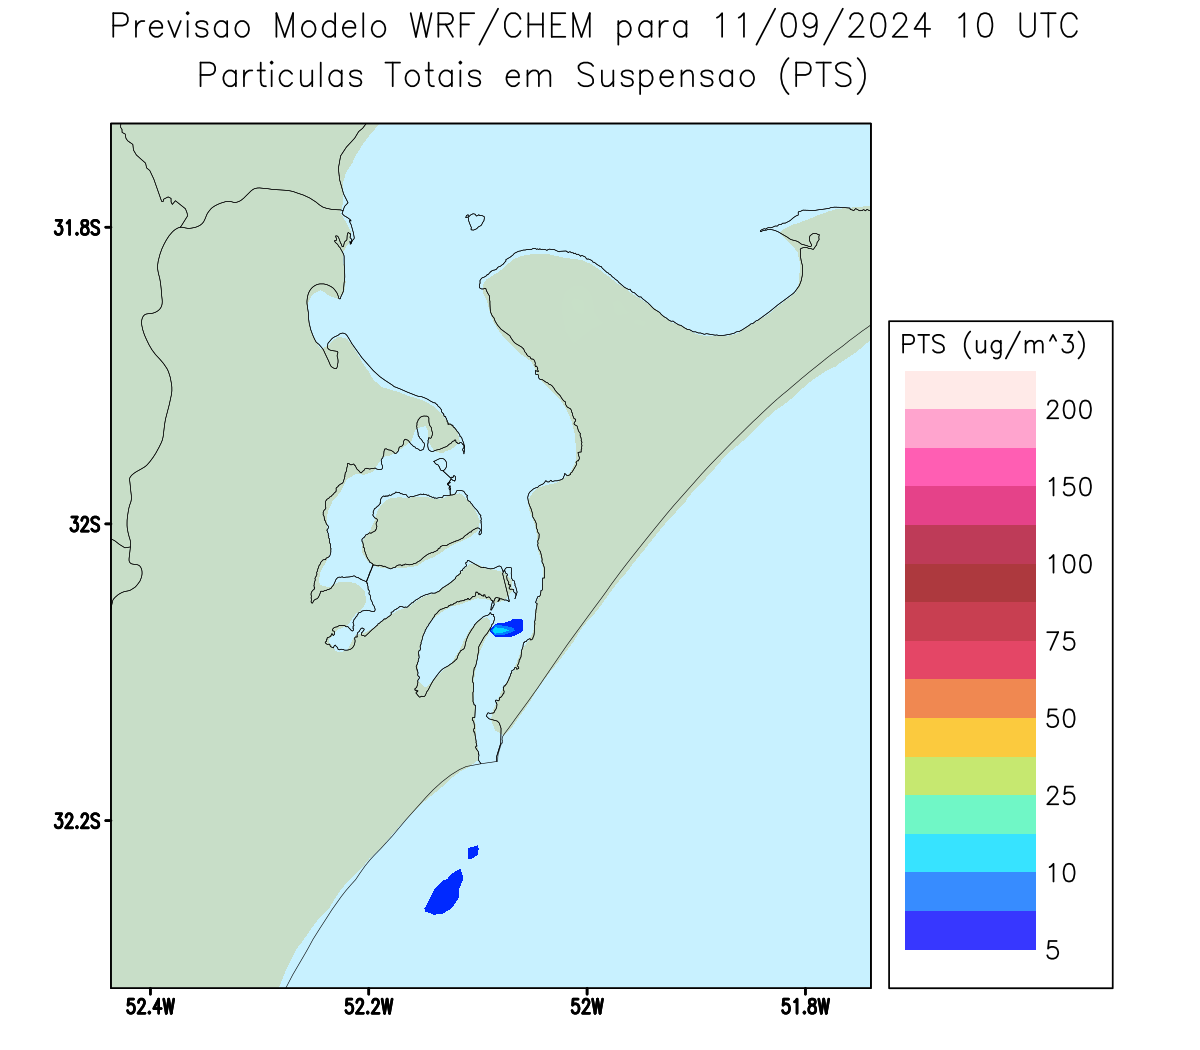 Previsao Modelo WRF/CHEM para 11/09/2024 10 UTC
Particulas Totais em Suspensao (PTS)
31.8S
32S
32.2S
52.4W
52.2W
52W
51.8W
PTS (ug/m^3)
200
150
100
75
50
25
10
5